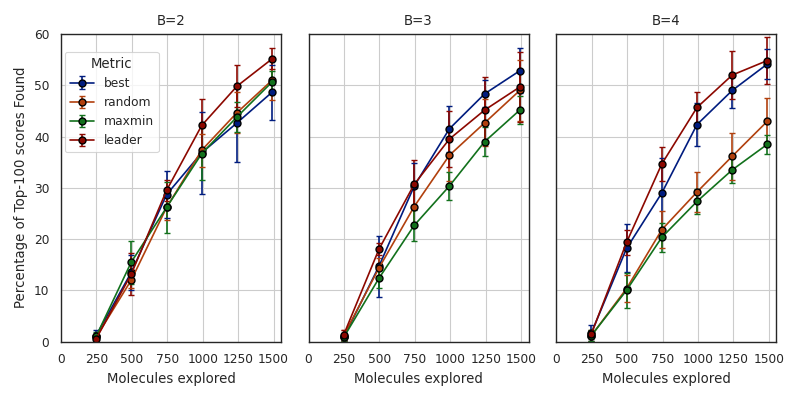 B=2
B=3
B=4
Percentage of Top-100 scores Found
60
50
40
30
20
10
0
Metric
best
random
maxmin
leader
0 250 500 750 1000 1250 1500
0 250 500 750 1000 1250 1500
0 250 500 750 1000 1250 1500
Molecules explored
Molecules explored
Molecules explored